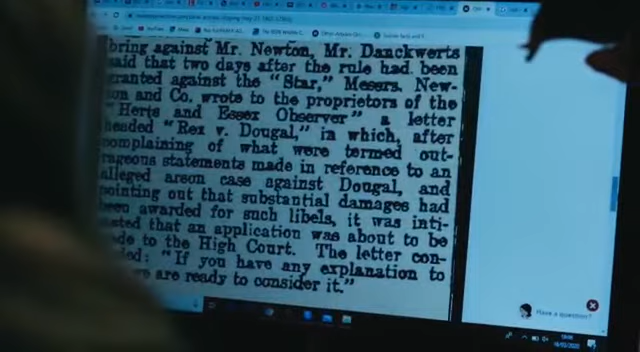 bring against Mr. Newton, Mr. Danckwerts
said that two days after the rule had been
granted against the "Star," Messrs. New-
ton and Co. wrote to the proprietors of the
"Herts and Essex Observer" a letter
headed "Rex v. Dougal," in which, after
complaining of what were termed out-
rageous statements made in reference to an
alleged arson case against Dougal, and
pointing out that substantial damages had
been awarded for such libels, it was inti-
ated that an application was about to be
de to the High Court. The letter con-
ded: "If you have any explanation to
are ready to consider it."
Have a question?